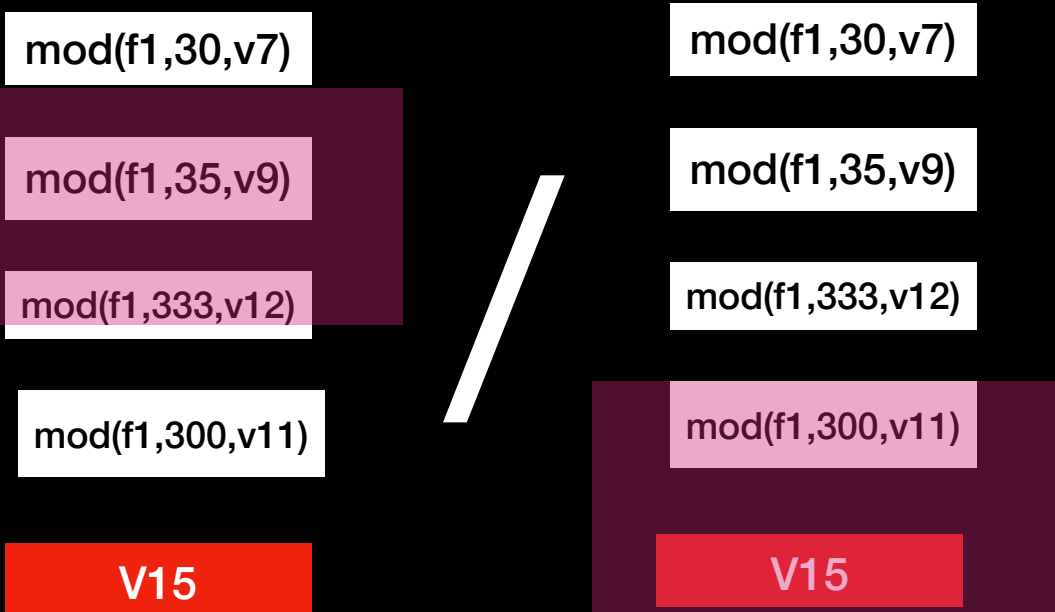 mod(f1,30,v7)
mod(f1,35,v9)
mod(f1,333,v12)
mod(f1,300,v11)
V15
/
mod(f1,30,v7)
mod(f1,35,v9)
mod(f1,333,v12)
mod(f1,300,v11)
V15